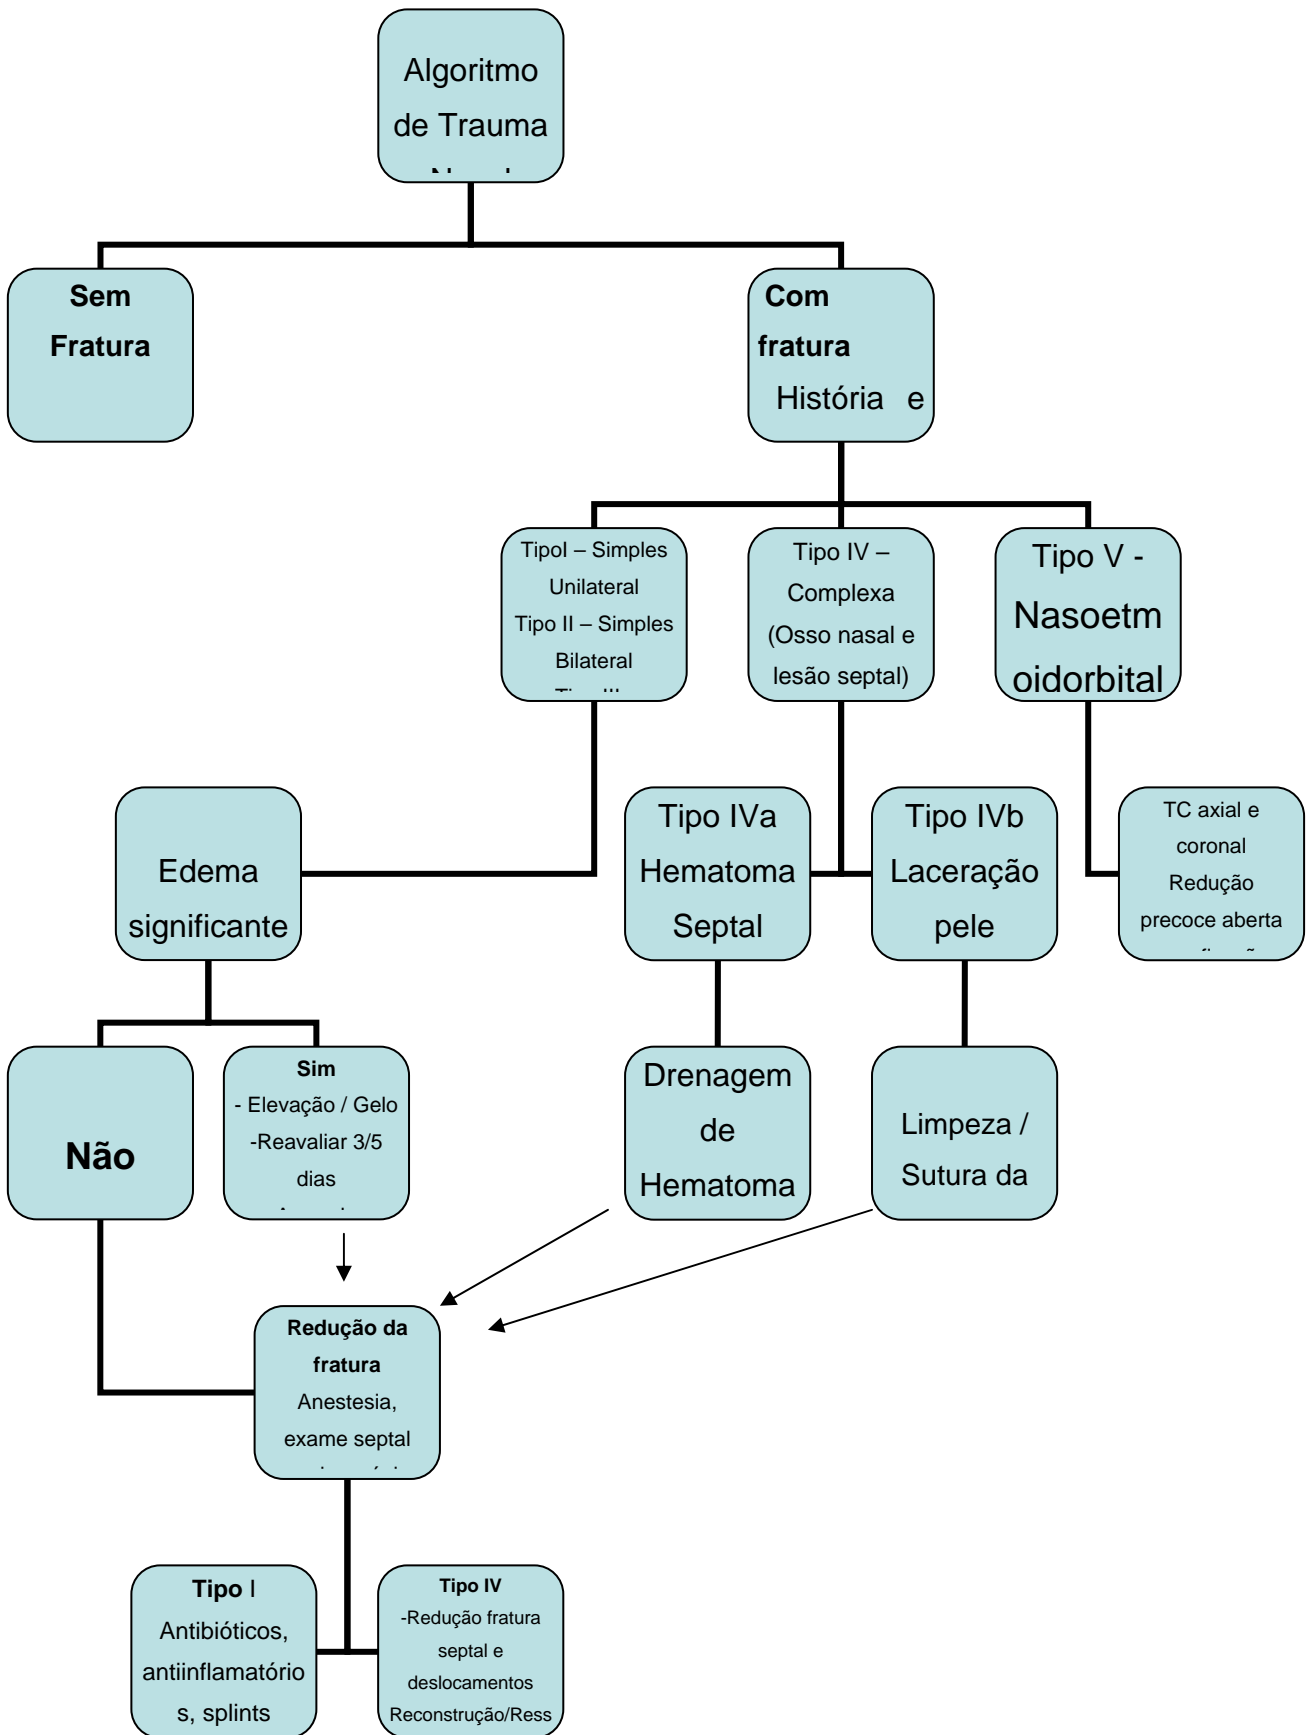 Algoritmo
de Trauma
Sem
Fratura
Com
fratura
História e
TipoI – Simples
Unilateral
Tipo II – Simples
Bilateral
Tipo IV –
Complexa
(Osso nasal e
lesão septal)
Tipo V -
Nasoetm
oidorbital
Edema
significante
Tipo IVa
Hematoma
Septal
Tipo IVb
Laceração
pele
TC axial e
coronal
Redução
precoce aberta
Não
Sim
- Elevação / Gelo
-Reavaliar 3/5
dias
Drenagem
de
Hematoma
Limpeza /
Sutura da
Redução da
fratura
Anestesia,
exame septal
Tipo I
Antibióticos,
antiinflamatório
s, splints
Tipo IV
-Redução fratura
septal e
deslocamentos
Reconstrução/Ress